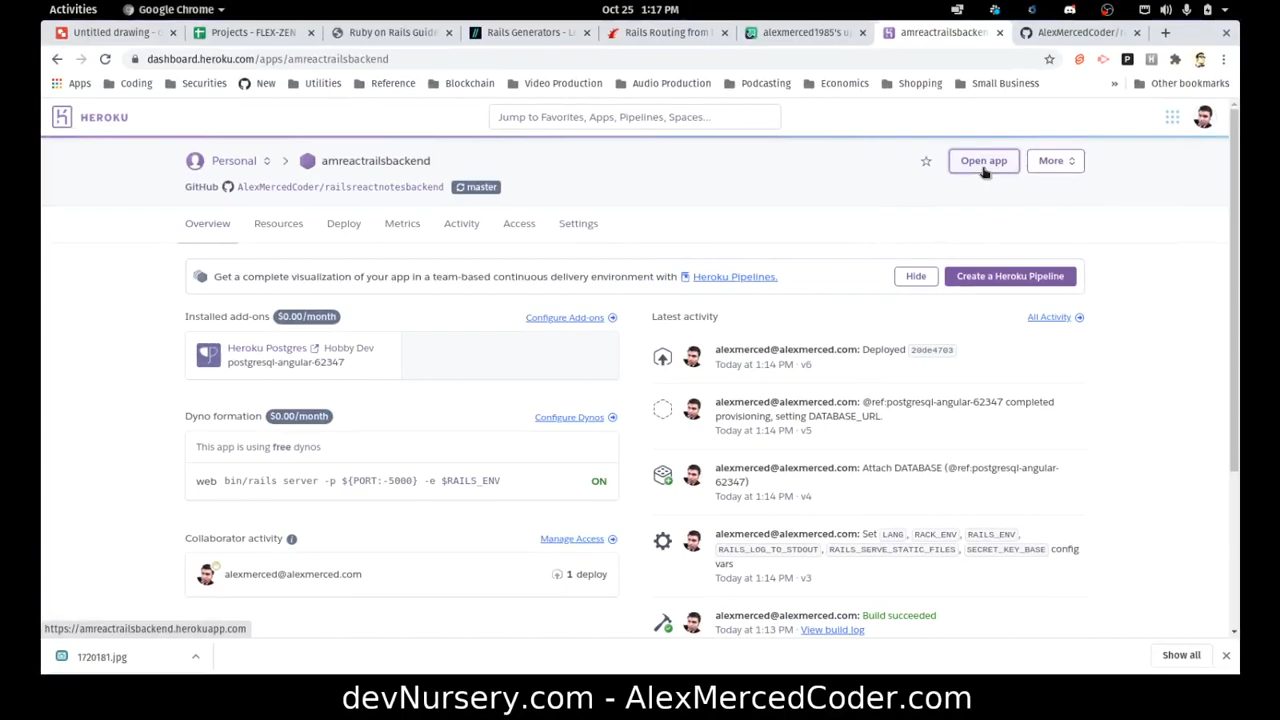 Activities Google Chrome Oct 25 1:17 PM
Untitled drawing - Projects - FLEX-ZEN Ruby on Rails Guide Rails Generators - L Rails Routing from alexmerced1985's amreactrailsbackend AlexMercedCoder/r
dashboard.heroku.com/apps/amreactrailsbackend
Apps Coding Securities New Utilities Reference Blockchain Video Production Audio Production Podcasting Economics Shopping Small Business » Other bookmarks
HEROKU Jump to Favorites, Apps, Pipelines, Spaces...
Personal amreactrailsbackend Open app More
GitHub AlexMercedCoder/railsreactnotesbackend master
Overview Resources Deploy Metrics Activity Access Settings
Get a complete visualization of your app in a team-based continuous delivery environment with Heroku Pipelines. Hide Create a Heroku Pipeline
Installed add-ons $0.00/month Configure Add-ons
Heroku Postgres Hobby Dev
postgresql-angular-62347
Dyno formation $0.00/month Configure Dynos
This app is using free dynos
web bin/rails server -p ${PORT:-5000} -e $RAILS_ENV ON
Collaborator activity Manage Access
alexmerced@alexmerced.com 1 deploy
Latest activity All Activity
alexmerced@alexmerced.com: Deployed 20de4703
Today at 1:14 PM · v6
alexmerced@alexmerced.com: @ref:postgresql-angular-62347 completed
provisioning, setting DATABASE_URL.
Today at 1:14 PM · v5
alexmerced@alexmerced.com: Attach DATABASE (@ref:postgresql-angular-
62347)
Today at 1:14 PM · v4
alexmerced@alexmerced.com: Set LANG, RACK_ENV, RAILS_ENV,
RAILS_LOG_TO_STDOUT, RAILS_SERVE_STATIC_FILES, SECRET_KEY_BASE config
vars
Today at 1:14 PM · v3
alexmerced@alexmerced.com: Build succeeded
Today at 1:13 PM · View build log
https://amreactrailsbackend.herokuapp.com
1720181.jpg Show all
devNursery.com - AlexMercedCoder.com